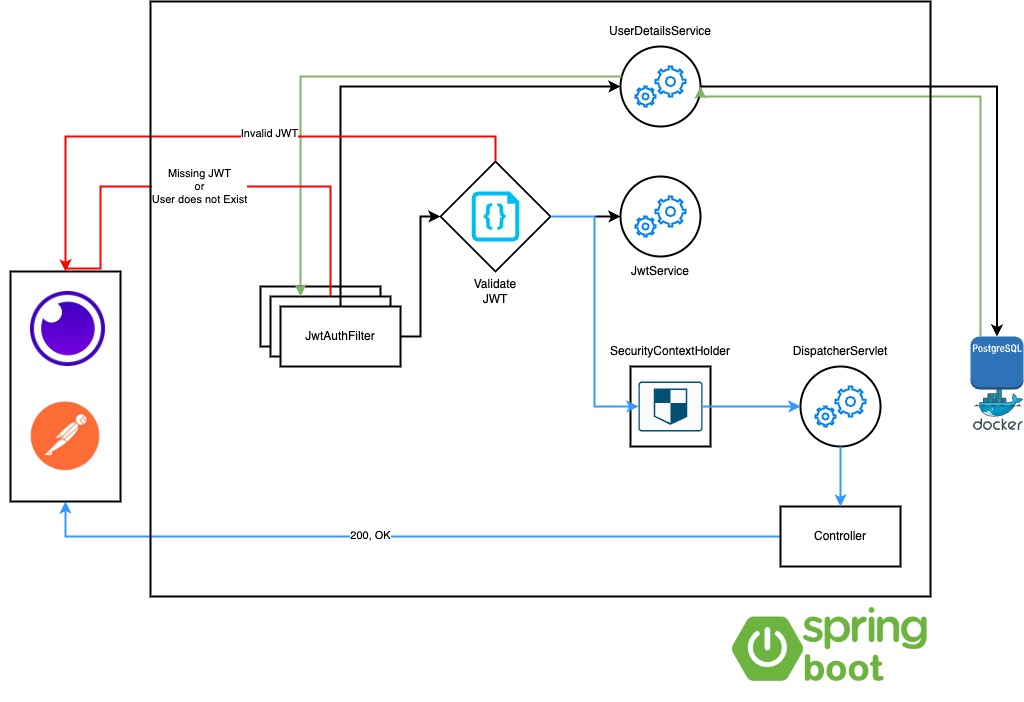 UserDetailsService
Invalid JWT
Missing JWT
or
User does not Exist
JwtService
Validate
JWT
JwtAuthFilter
SecurityContextHolder
DispatcherServlet
PostgreSQL
docker
200, OK
Controller
spring
boot